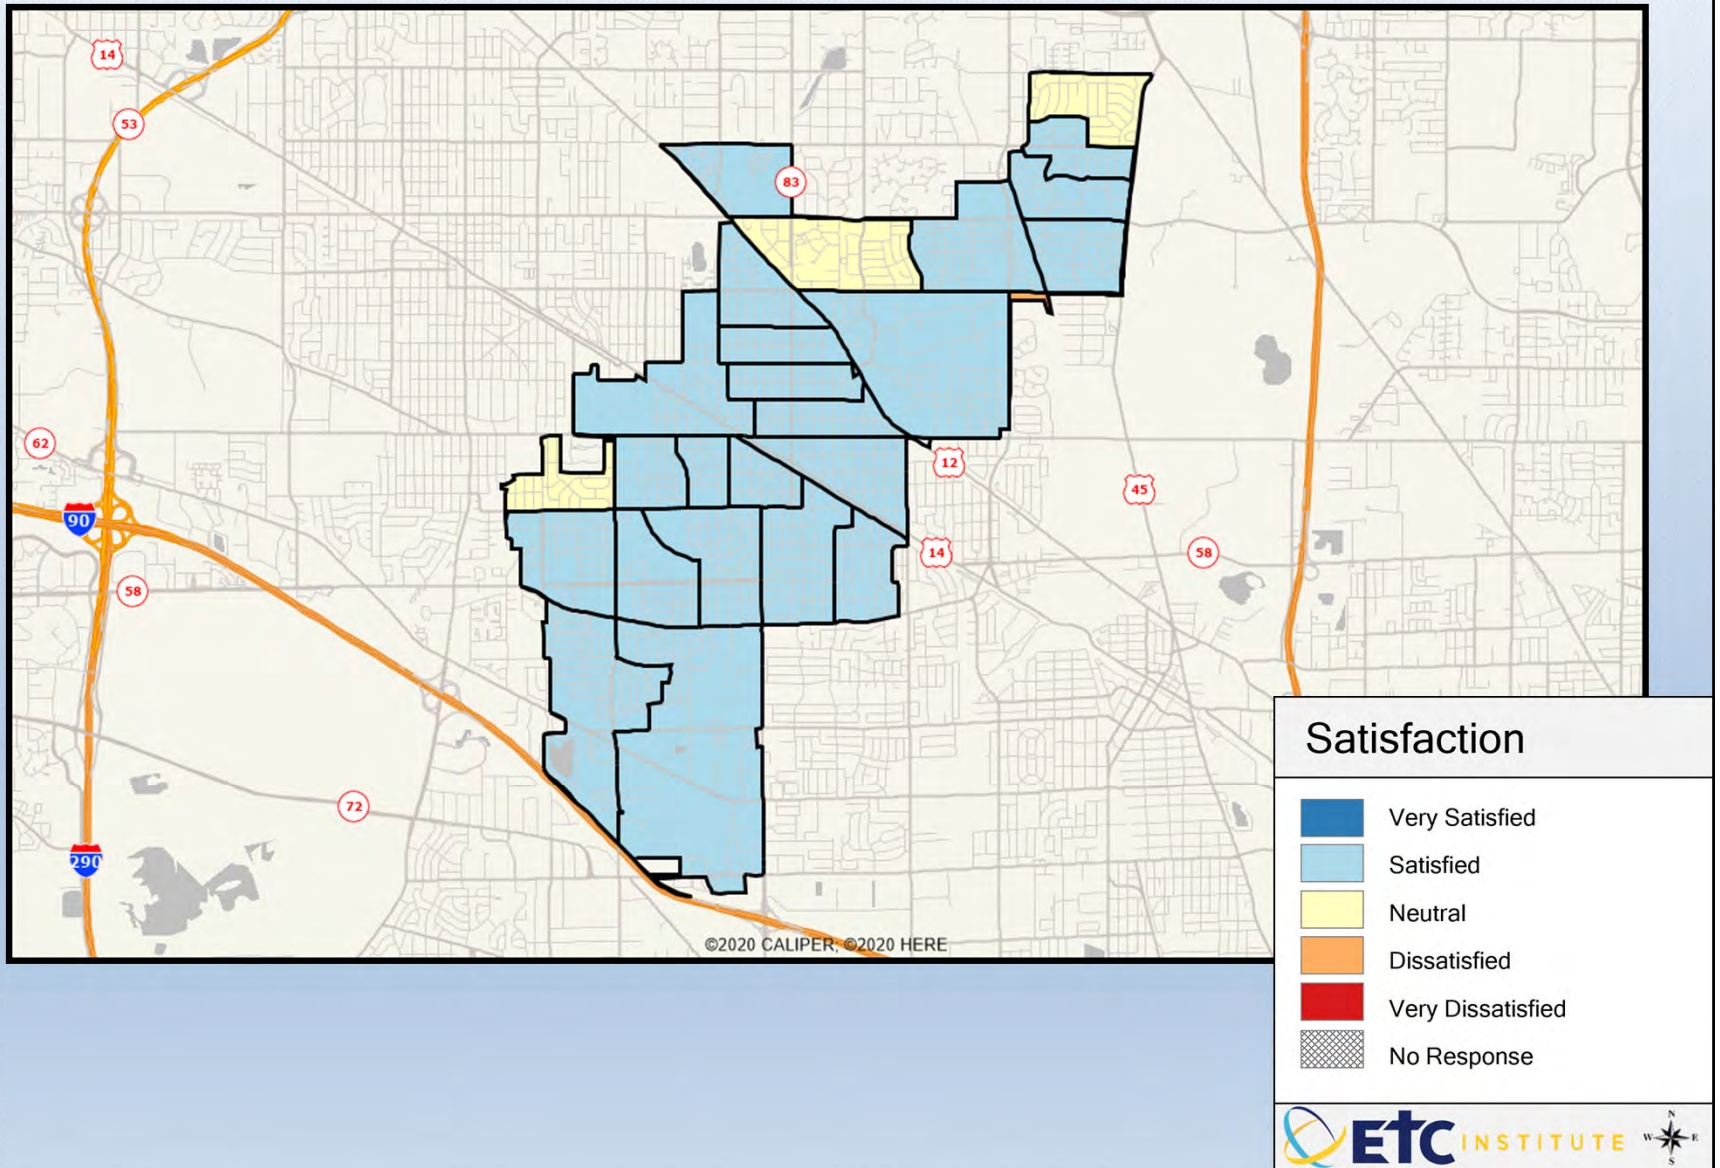 14
53
83
62
12
45
90
14
58
58
72
290
©2020 CALIPER; ©2020 HERE
Satisfaction
Very Satisfied
Satisfied
Neutral
Dissatisfied
Very Dissatisfied
No Response
ETC INSTITUTE
N
W E
S